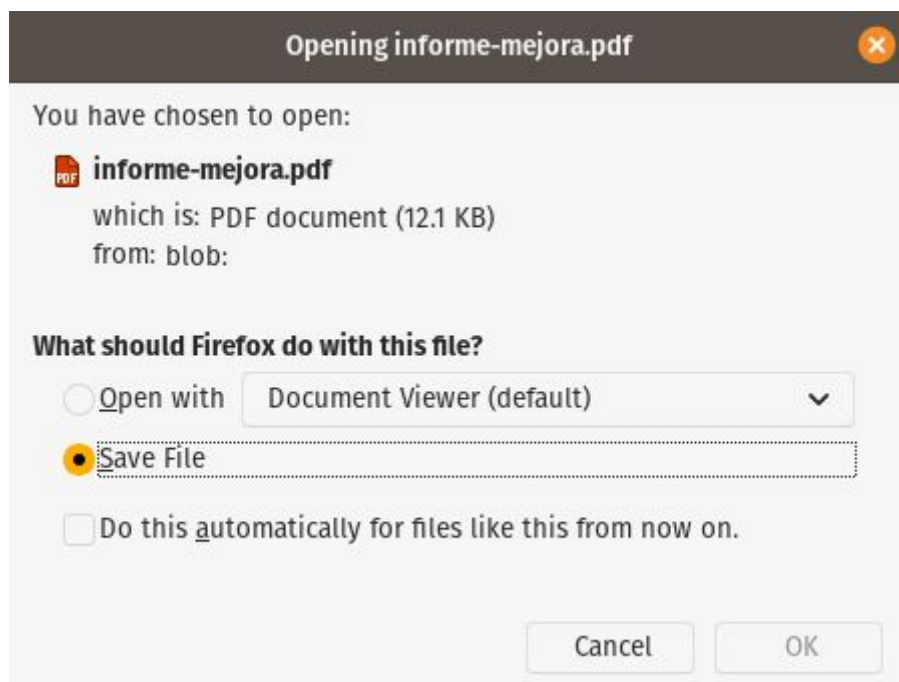 Opening informe-mejora.pdf
You have chosen to open:
PDF
informe-mejora.pdf
which is: PDF document (12.1 KB)
from: blob:
What should Firefox do with this file?
Open with Document Viewer (default)
Save File
Do this automatically for files like this from now on.
Cancel OK